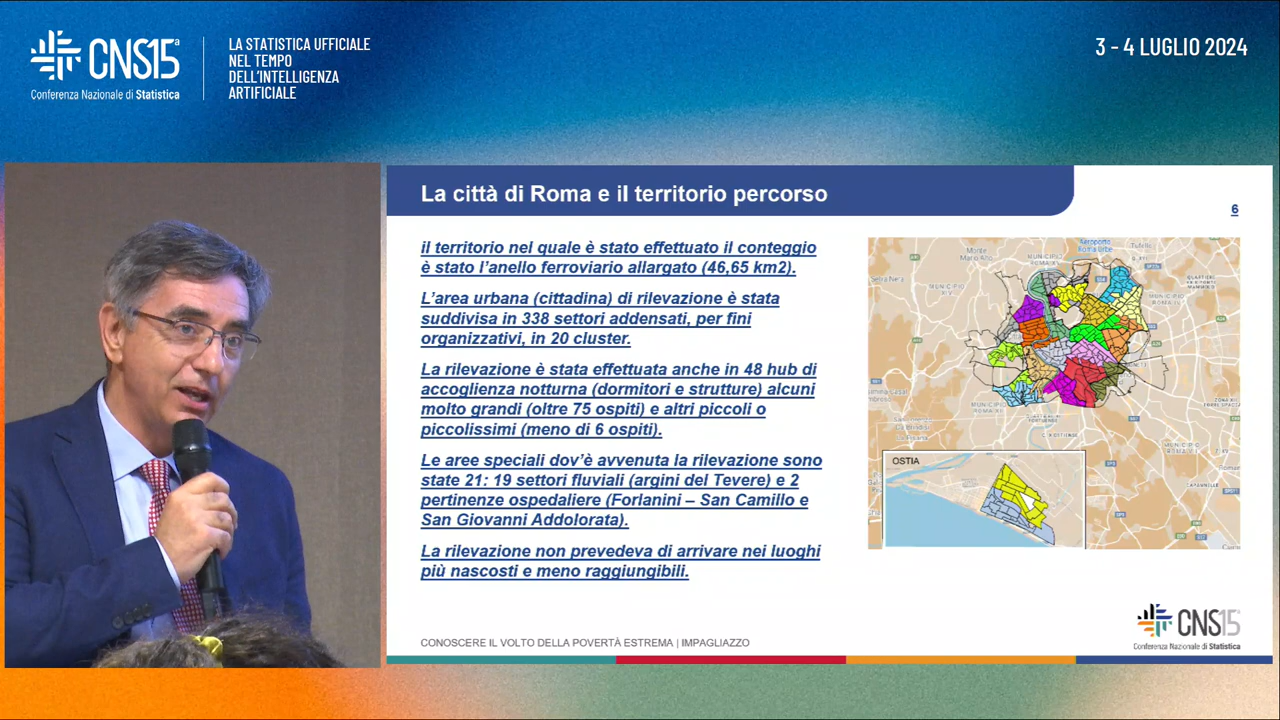 CNS15ª
Conferenza Nazionale di Statistica
LA STATISTICA UFFICIALE
NEL TEMPO
DELL'INTELLIGENZA
ARTIFICIALE
3 - 4 LUGLIO 2024
La città di Roma e il territorio percorso
6
il territorio nel quale è stato effettuato il conteggio
è stato l'anello ferroviario allargato (46,65 km2).
L'area urbana (cittadina) di rilevazione è stata
suddivisa in 338 settori addensati, per fini
organizzativi, in 20 cluster.
La rilevazione è stata effettuata anche in 48 hub di
accoglienza notturna (dormitori e strutture) alcuni
molto grandi (oltre 75 ospiti) e altri piccoli o
piccolissimi (meno di 6 ospiti).
Le aree speciali dov'è avvenuta la rilevazione sono
state 21: 19 settori fluviali (argini del Tevere) e 2
pertinenze ospedaliere (Forlanini – San Camillo e
San Giovanni Addolorata).
La rilevazione non prevedeva di arrivare nei luoghi
più nascosti e meno raggiungibili.
Aeroporto
Roma Urbe
Monte
Mario Alto
OSTIA
CONOSCERE IL VOLTO DELLA POVERTÀ ESTREMA | IMPAGLIAZZO
CNS15
Conferenza Nazionale di Statistica